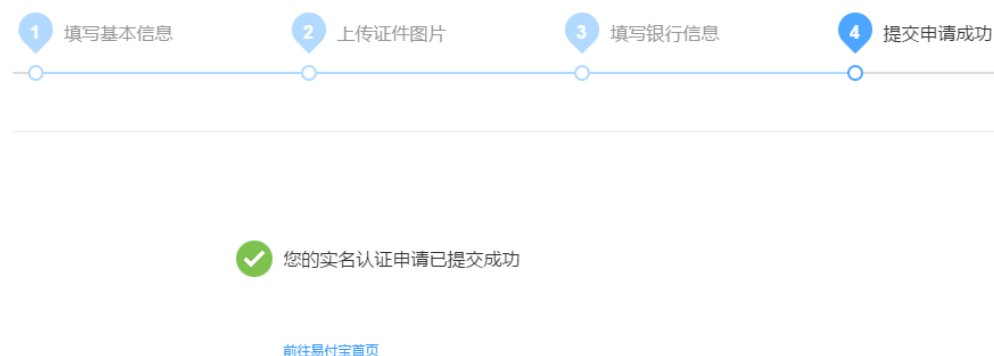 1 填写基本信息 2 上传证件图片 3 填写银行信息 4 提交申请成功
您的实名认证申请已提交成功
前往易付宝首页